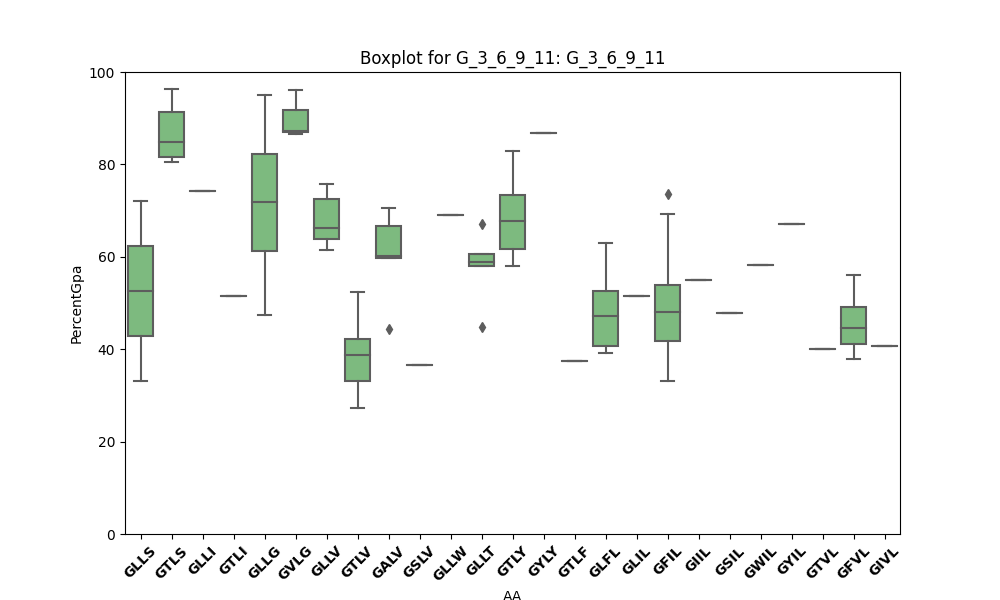 Boxplot for G_3_6_9_11: G_3_6_9_11
PercentGpa
100
80
60
40
20
0
GLLS GTLS GLLI GTLI GLLG GVLG GLLV GTLV GALV GSLV GLLW GLLT GTLY GYLY GTLF GLFL GLIL GFIL GIIL GSIL GWIL GYIL GTVL GFVL GIVL
AA